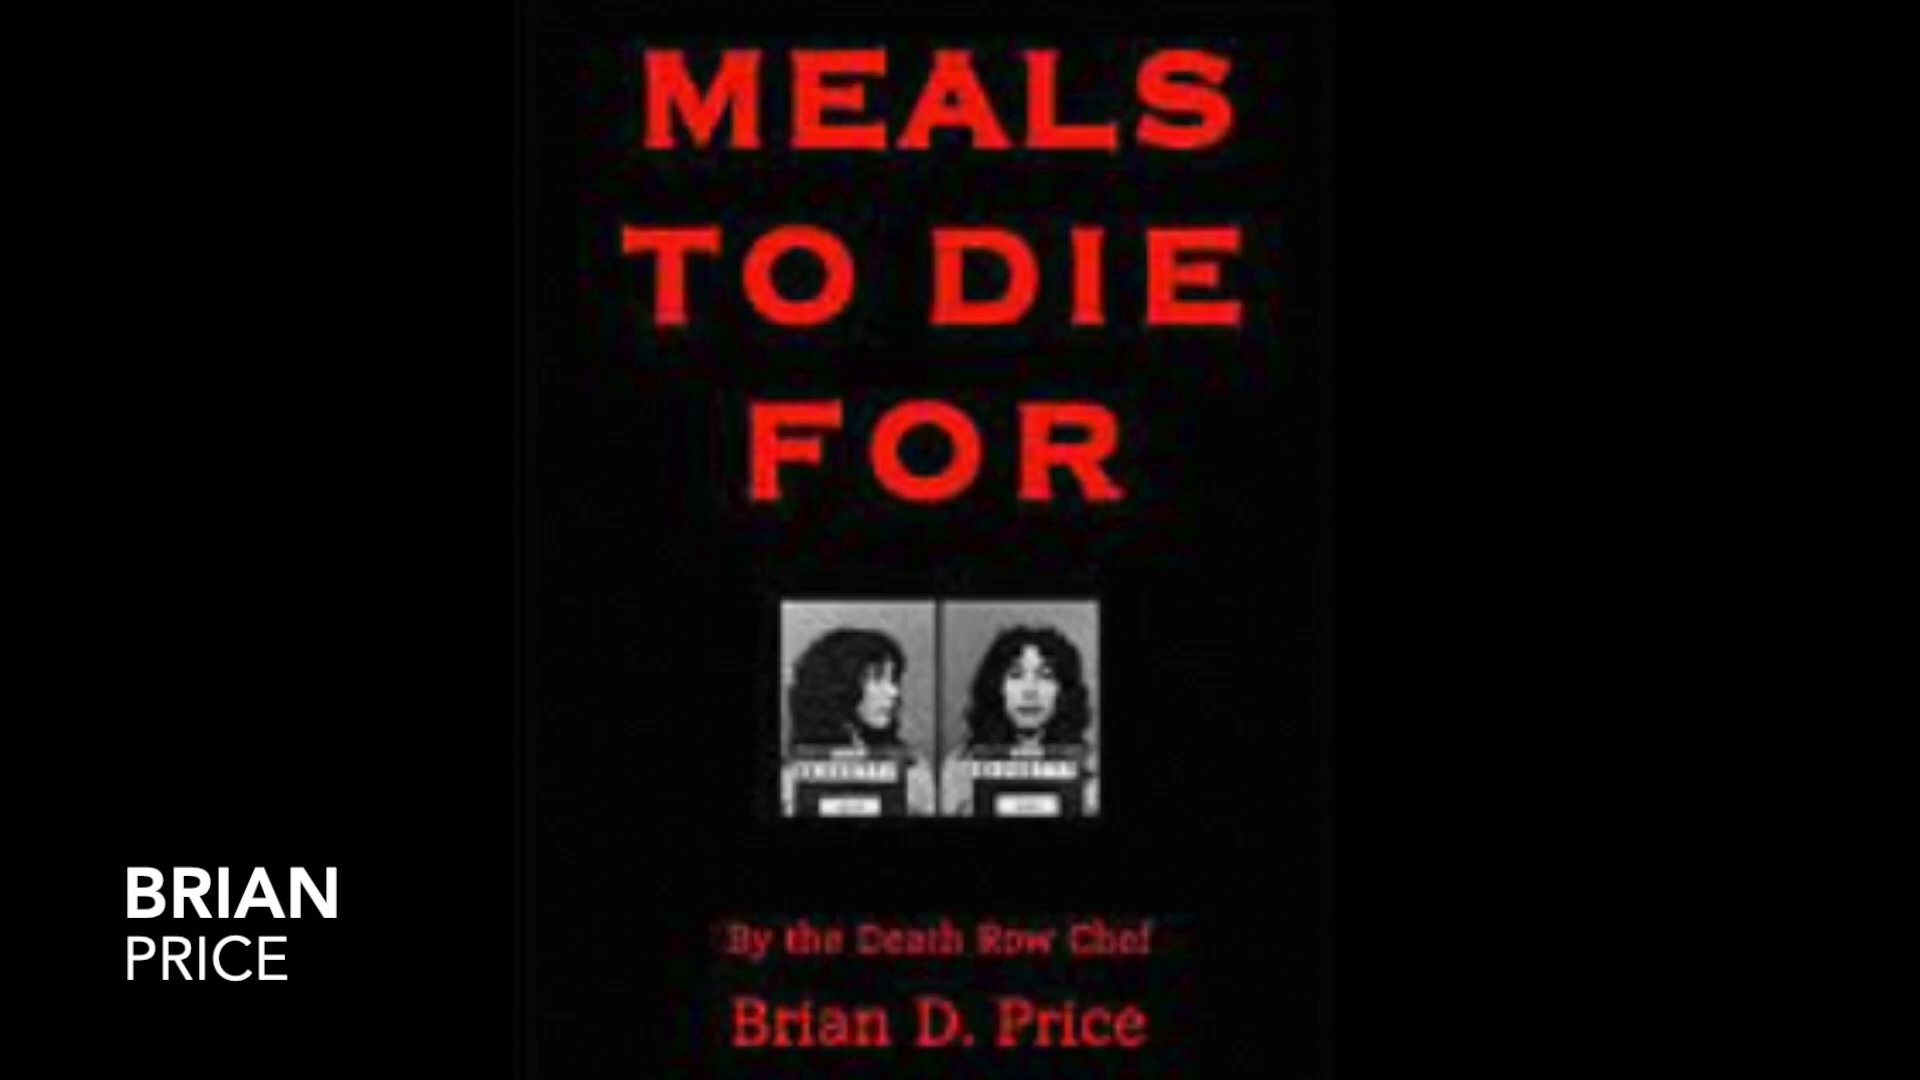 MEALS
TO DIE
FOR
By the Death Row Chef
Brian D. Price
BRIAN
PRICE